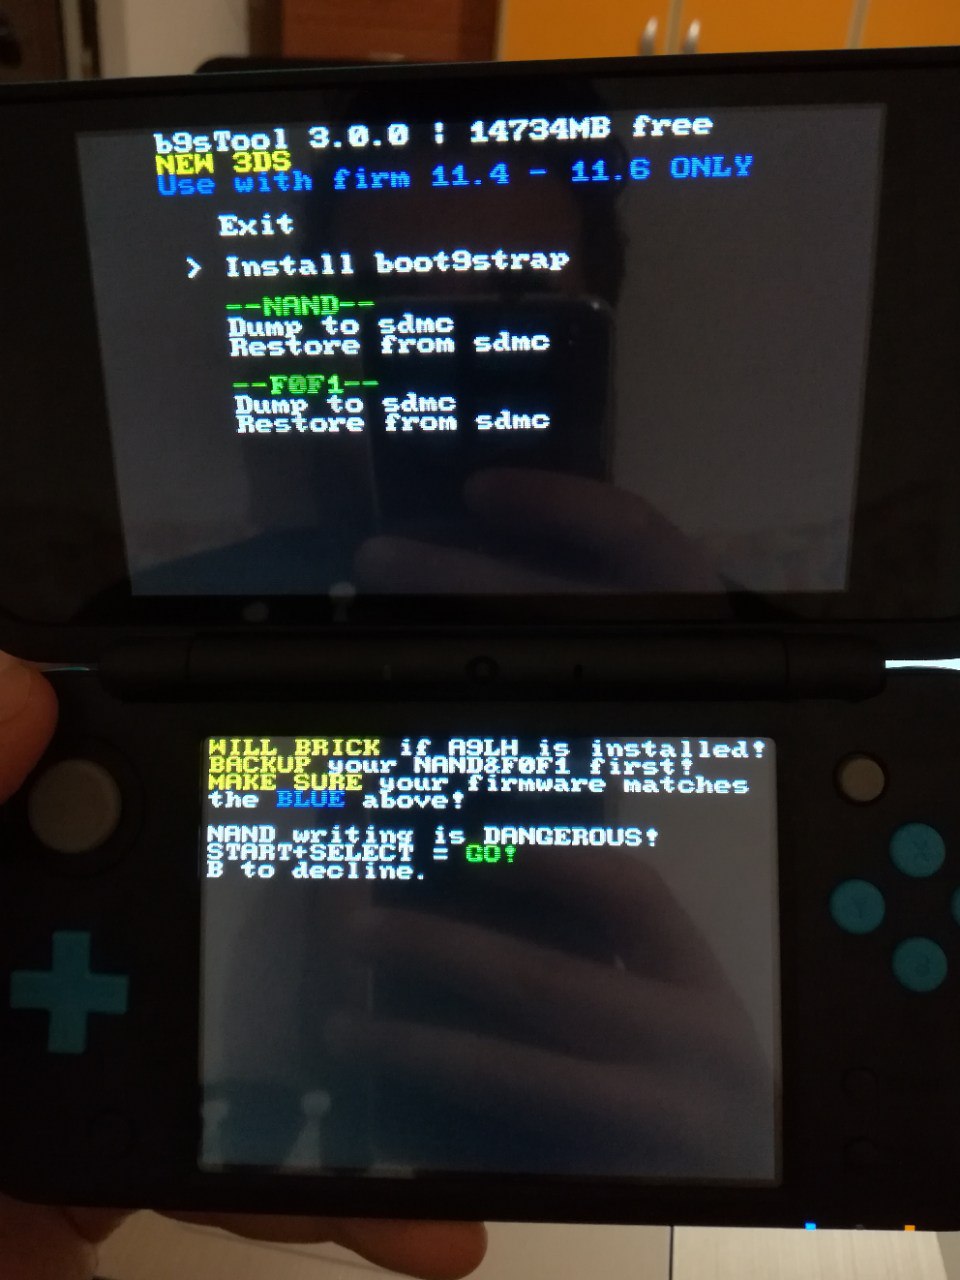 b9sTool 3.0.0 : 14734MB free
NEW 3DS
Use with firm 11.4 - 11.6 ONLY
Exit
> Install boot9strap
--NAND--
Dump to sdmc
Restore from sdmc
--F0F1--
Dump to sdmc
Restore from sdmc
WILL BRICK if A9LH is installed!
BACKUP your NAND&F0F1 first!
MAKE SURE your firmware matches
the BLUE above!
NAND writing is DANGEROUS!
START+SELECT = GO!
B to decline.